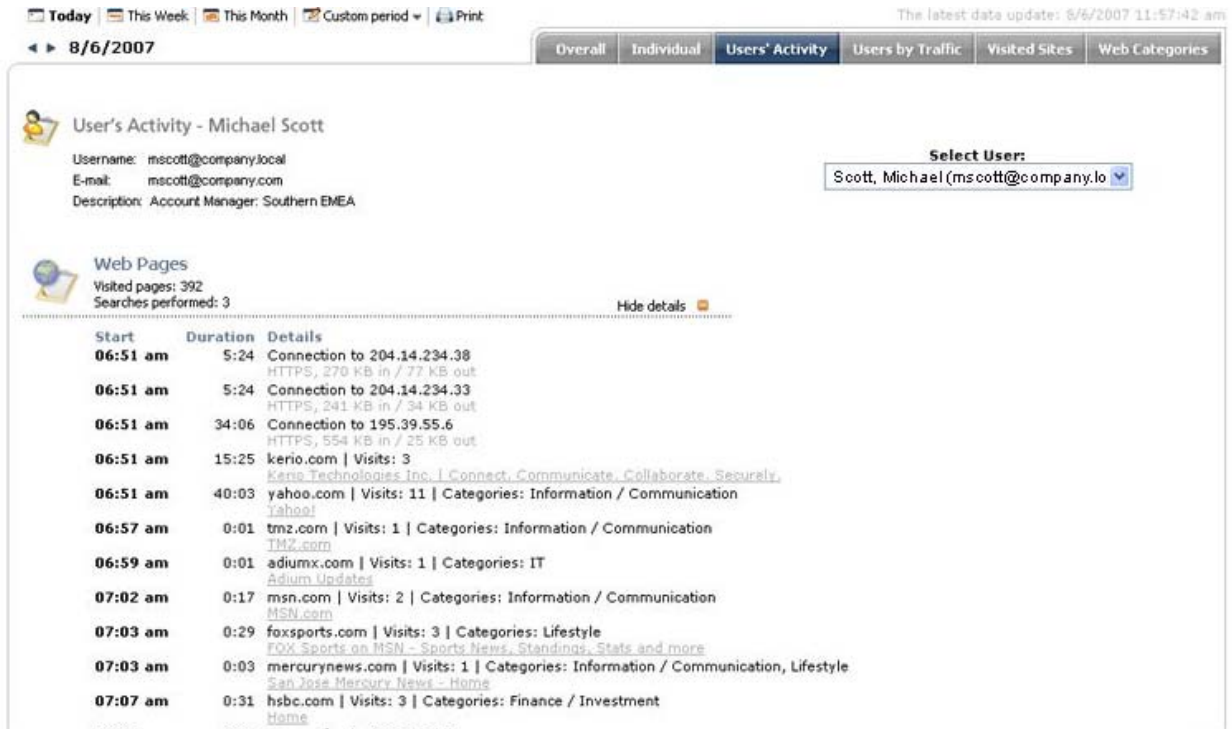 Today | This Week | This Month | Custom period | Print
The latest data update: 8/6/2007 11:57:42 am
8/6/2007
Overall Individual Users' Activity Users by Traffic Visited Sites Web Categories
User's Activity - Michael Scott
Username: mscott@company.local
E-mail: mscott@company.com
Description: Account Manager: Southern EMEA
Select User:
Scott, Michael (mscott@company.lo
Web Pages
Visited pages: 392
Searches performed: 3
Hide details
Start Duration Details
06:51 am 5:24 Connection to 204.14.234.38
HTTPS, 270 KB in / 77 KB out
06:51 am 5:24 Connection to 204.14.234.33
HTTPS, 241 KB in / 34 KB out
06:51 am 34:06 Connection to 195.39.55.6
HTTPS, 554 KB in / 25 KB out
06:51 am 15:25 kerio.com | Visits: 3
Kerio Technologies Inc. | Connect. Communicate. Collaborate. Securely.
06:51 am 40:03 yahoo.com | Visits: 11 | Categories: Information / Communication
Yahoo!
06:57 am 0:01 tmz.com | Visits: 1 | Categories: Information / Communication
TMZ.com
06:59 am 0:01 adiumx.com | Visits: 1 | Categories: IT
Adium Updates
07:02 am 0:17 msn.com | Visits: 2 | Categories: Information / Communication
MSN.com
07:03 am 0:29 foxsports.com | Visits: 3 | Categories: Lifestyle
FOX Sports on MSN - Sports News, Standings, Stats and more
07:03 am 0:03 mercurynews.com | Visits: 1 | Categories: Information / Communication, Lifestyle
San Jose Mercury News - Home
07:07 am 0:31 hsbc.com | Visits: 3 | Categories: Finance / Investment
Home